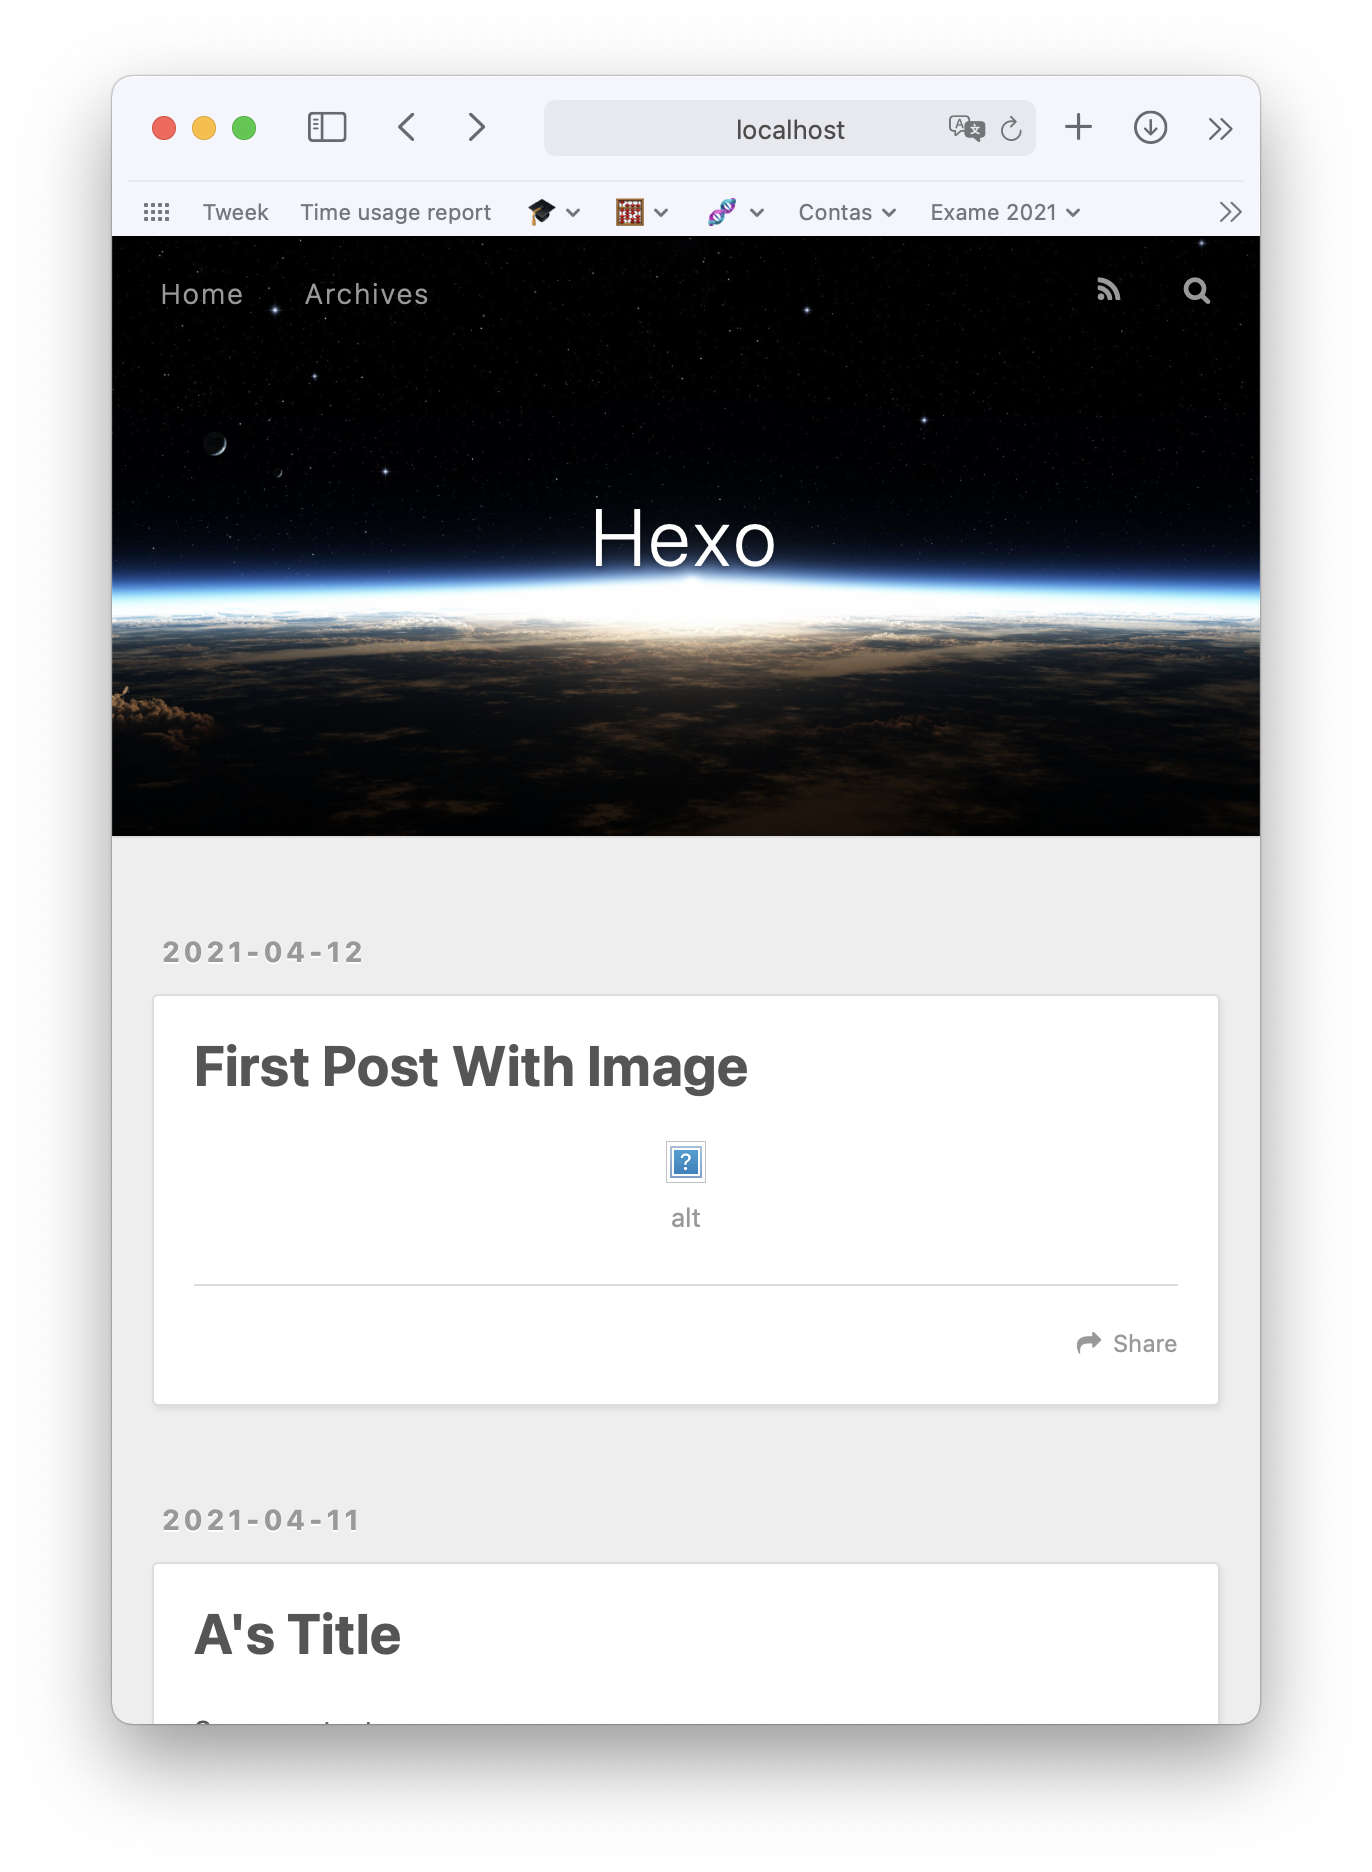 localhost
Tweek Time usage report Contas Exame 2021
Home Archives
Hexo
2021-04-12
First Post With Image
?
alt
Share
2021-04-11
A's Title